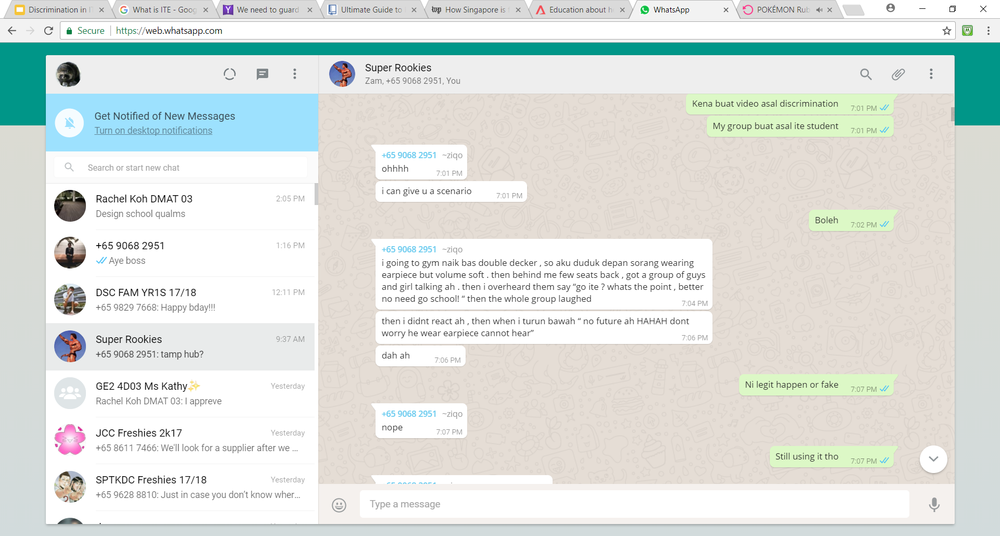 Discrimination in I
What is ITE - Goog
We need to guard
Ultimate Guide to
How Singapore is
Education about h
WhatsApp
POKÉMON Rub
Secure
https://web.whatsapp.com
Get Notified of New Messages
Turn on desktop notifications
Search or start new chat
Rachel Koh DMAT 03
2:05 PM
Design school qualms
+65 9068 2951
1:16 PM
Aye boss
DSC FAM YR1S 17/18
12:11 PM
+65 9829 7668: Happy bday!!!
Super Rookies
9:37 AM
+65 9068 2951: tamp hub?
GE2 4D03 Ms Kathy✨
Yesterday
Rachel Koh DMAT 03: I appreve
JCC Freshies 2k17
Yesterday
+65 8611 7466: We'll look for a supplier after we ...
SPTKDC Freshies 17/18
Yesterday
+65 9628 8810: Just in case you don't know wher...
Super Rookies
Zam, +65 9068 2951, You
Kena buat video asal discrimination
7:01 PM
My group buat asal ite student
7:01 PM
+65 9068 2951 ~ziqo
ohhhh
7:01 PM
i can give u a scenario
7:01 PM
Boleh
7:02 PM
+65 9068 2951 ~ziqo
i going to gym naik bas double decker , so aku duduk depan sorang wearing
earpiece but volume soft . then behind me few seats back , got a group of guys
and girl talking ah . then i overheard them say “go ite ? whats the point , better
no need go school! “ then the whole group laughed
7:04 PM
then i didnt react ah , then when i turun bawah “ no future ah HAHAH dont
worry he wear earpiece cannot hear”
7:06 PM
dah ah
7:06 PM
Ni legit happen or fake
7:07 PM
+65 9068 2951 ~ziqo
nope
7:07 PM
Still using it tho
7:07 PM
Type a message